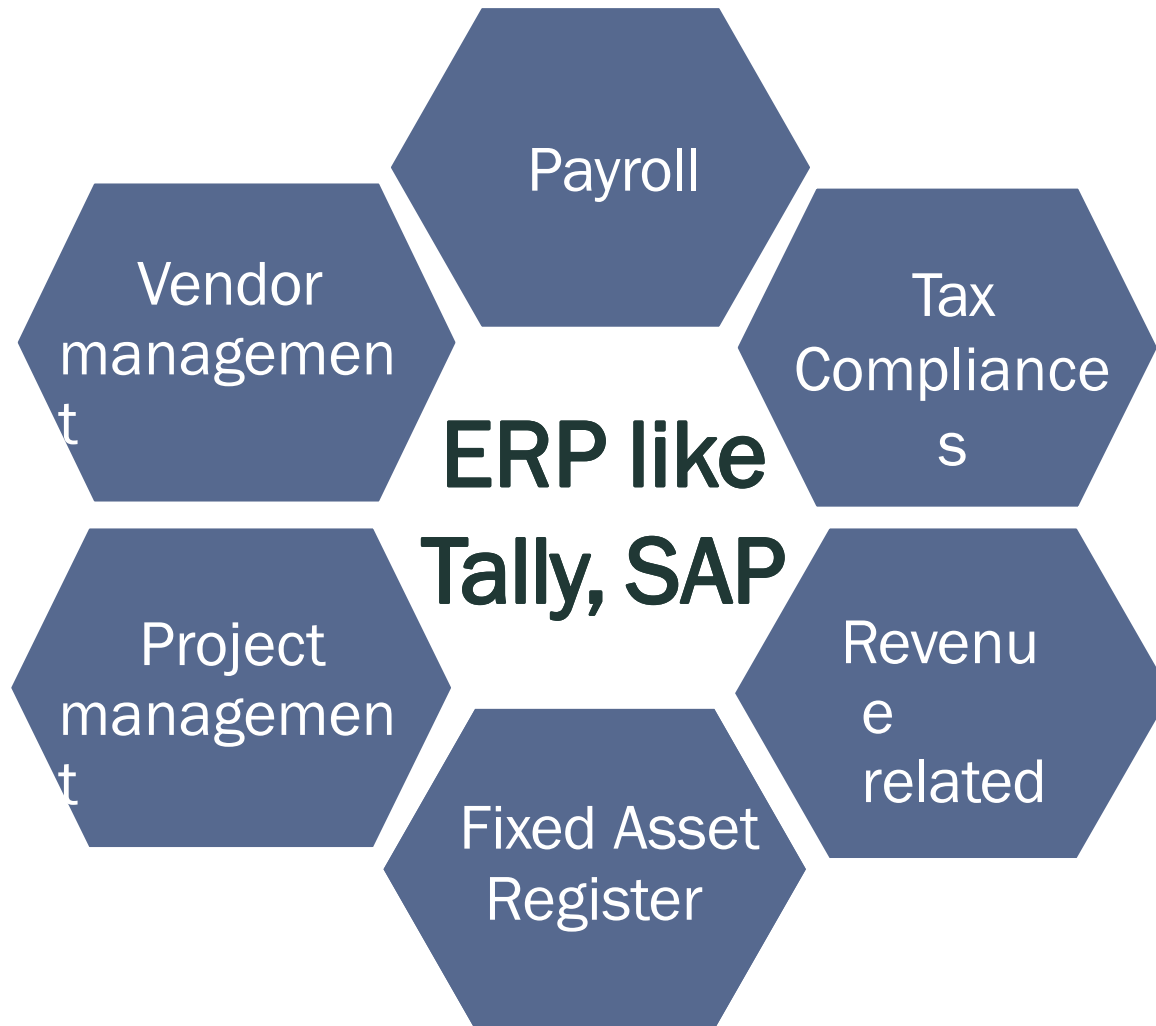 Payroll
Vendor
managemen
t
Tax
Compliance
s
ERP like
Tally, SAP
Project
managemen
t
Revenu
e
related
Fixed Asset
Register